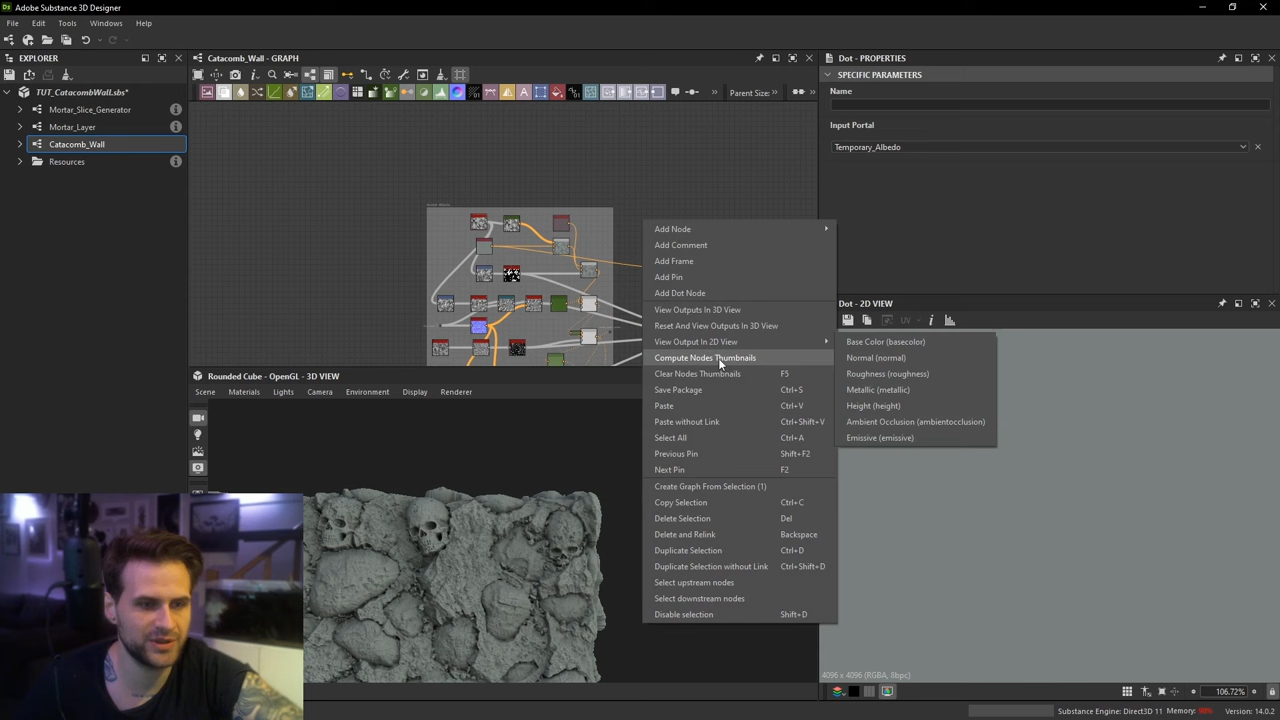 Adobe Substance 3D Designer
File Edit Tools Windows Help
EXPLORER
TUT_CatacombWall.sbs*
Mortar_Slice_Generator
Mortar_Layer
Catacomb_Wall
Resources
Catacomb_Wall - GRAPH
Parent Size:
Add Node
Add Comment
Add Frame
Add Pin
Add Dot Node
View Outputs In 3D View
Reset And View Outputs In 3D View
View Output In 2D View
Compute Nodes Thumbnails
Clear Nodes Thumbnails F5
Save Package Ctrl+S
Paste Ctrl+V
Paste without Link Ctrl+Shift+V
Select All Ctrl+A
Previous Pin Shift+F2
Next Pin F2
Create Graph From Selection (1)
Copy Selection Ctrl+C
Delete Selection Del
Delete and Relink Backspace
Duplicate Selection Ctrl+D
Duplicate Selection without Link Ctrl+Shift+D
Select upstream nodes
Select downstream nodes
Disable selection Shift+D
Base Color (basecolor)
Normal (normal)
Roughness (roughness)
Metallic (metallic)
Height (height)
Ambient Occlusion (ambientocclusion)
Emissive (emissive)
Rounded Cube - OpenGL - 3D VIEW
Scene Materials Lights Camera Environment Display Renderer
Dot - PROPERTIES
SPECIFIC PARAMETERS
Name
Input Portal
Temporary_Albedo
Dot - 2D VIEW
UV
4096 x 4096 (RGBA, 8bpc)
106.72%
Substance Engine: Direct3D 11 Memory: Version: 14.0.2